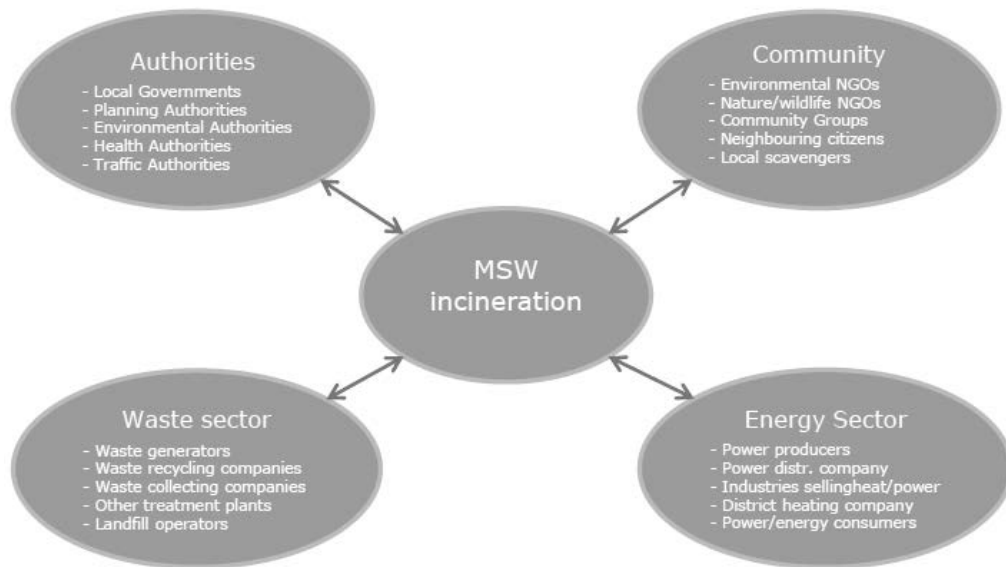 Authorities
- Local Governments
- Planning Authorities
- Environmental Authorities
- Health Authorities
- Traffic Authorities
Community
- Environmental NGOs
- Nature/wildlife NGOs
- Community Groups
- Neighbouring citizens
- Local scavengers
MSW
incineration
Waste sector
- Waste generators
- Waste recycling companies
- Waste collecting companies
- Other treatment plants
- Landfill operators
Energy Sector
- Power producers
- Power distr. company
- Industries sellingheat/power
- District heating company
- Power/energy consumers